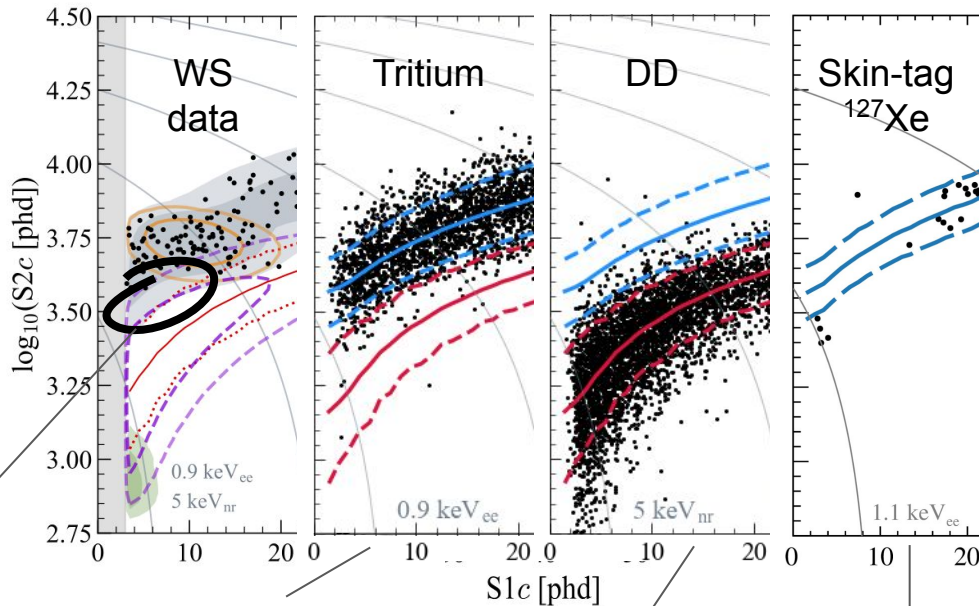 WS
data
Tritium
DD
Skin-tag
¹²⁷Xe
log₁₀(S2c [phd])
4.50
4.25
4.00
3.75
3.50
3.25
3.00
2.75
0.9 keVₑₑ
5 keVₙᵣ
0.9 keVₑₑ
5 keVₙᵣ
1.1 keVₑₑ
0 10 20
0 10 20
0 10 20
0 10 20
S1c [phd]